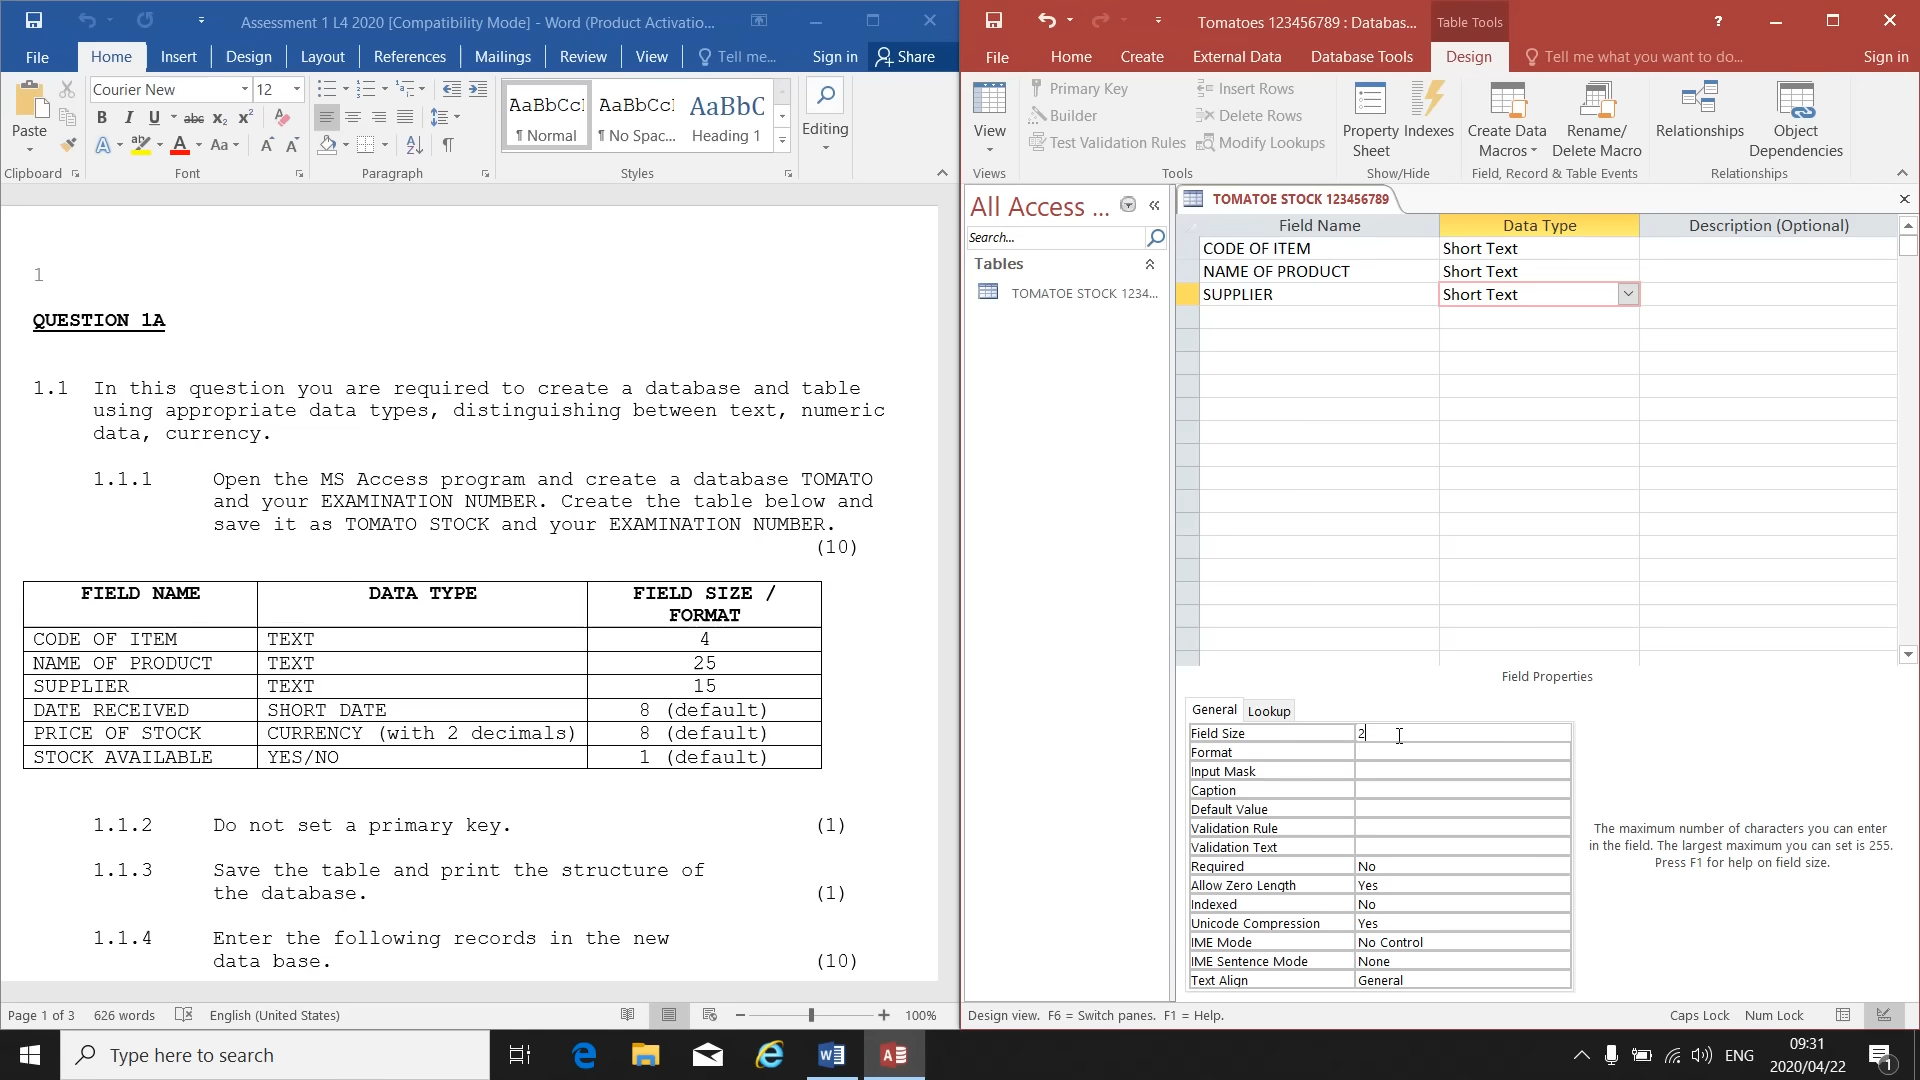 Assessment 1 L4 2020 [Compatibility Mode] - Word (Product Activatio...
File Home Insert Design Layout References Mailings Review View Tell me... Sign in Share
Paste
Courier New 12
B I U abc x₂ x²
A A Aa A A
AaBbCcI AaBbCcI AaBbC
¶ Normal ¶ No Spac... Heading 1
Editing
Clipboard Font Paragraph Styles
1
QUESTION 1A
1.1 In this question you are required to create a database and table
using appropriate data types, distinguishing between text, numeric
data, currency.
1.1.1 Open the MS Access program and create a database TOMATO
and your EXAMINATION NUMBER. Create the table below and
save it as TOMATO STOCK and your EXAMINATION NUMBER.
(10)
FIELD NAME DATA TYPE FIELD SIZE /
FORMAT
CODE OF ITEM TEXT 4
NAME OF PRODUCT TEXT 25
SUPPLIER TEXT 15
DATE RECEIVED SHORT DATE 8 (default)
PRICE OF STOCK CURRENCY (with 2 decimals) 8 (default)
STOCK AVAILABLE YES/NO 1 (default)
1.1.2 Do not set a primary key. (1)
1.1.3 Save the table and print the structure of
the database. (1)
1.1.4 Enter the following records in the new
data base. (10)
Page 1 of 3 626 words English (United States) 100%
Tomatoes 123456789 : Databas... Table Tools ?
File Home Create External Data Database Tools Design Tell me what you want to do... Sign in
View
Primary Key
Builder
Test Validation Rules
Insert Rows
Delete Rows
Modify Lookups
Property Sheet
Indexes
Create Data Macros
Rename/ Delete Macro
Relationships
Object Dependencies
Views Tools Show/Hide Field, Record & Table Events Relationships
All Access ...
Search...
Tables
TOMATOE STOCK 1234...
TOMATOE STOCK 123456789
Field Name Data Type Description (Optional)
CODE OF ITEM Short Text
NAME OF PRODUCT Short Text
SUPPLIER Short Text
Field Properties
General Lookup
Field Size 2
Format
Input Mask
Caption
Default Value
Validation Rule
Validation Text
Required No
Allow Zero Length Yes
Indexed No
Unicode Compression Yes
IME Mode No Control
IME Sentence Mode None
Text Align General
The maximum number of characters you can enter
in the field. The largest maximum you can set is 255.
Press F1 for help on field size.
Design view. F6 = Switch panes. F1 = Help. Caps Lock Num Lock
Type here to search
ENG
09:31
2020/04/22
1